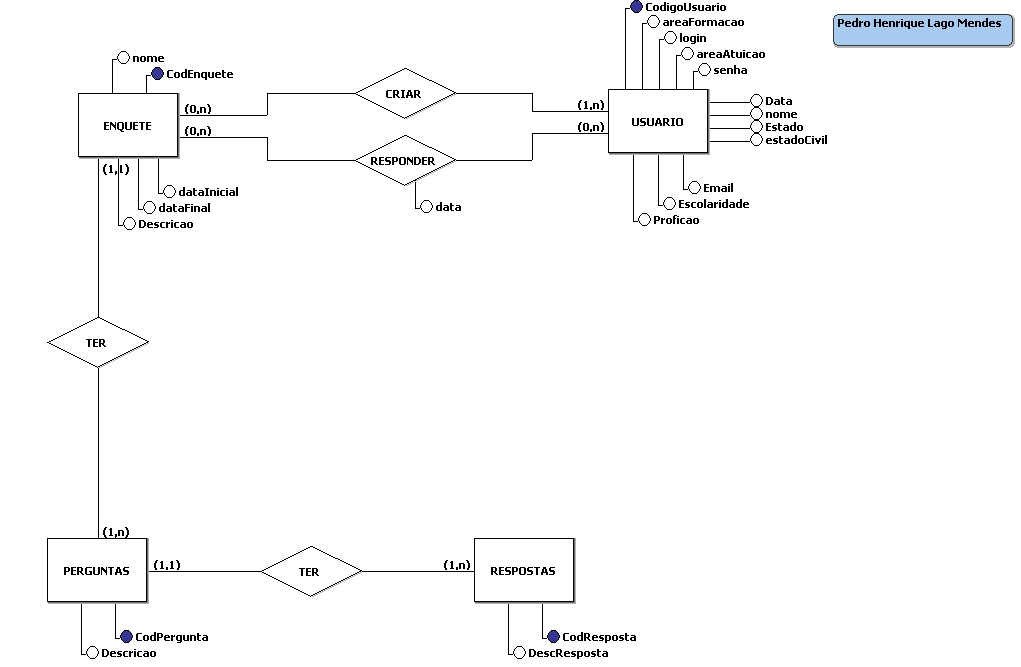 CodigoUsuario
Pedro Henrique Lago Mendes
areaFormacao
login
areaAtuicao
senha
nome
CodEnquete
ENQUETE
(0,n)
(0,n)
CRIAR
RESPONDER
data
(1,n)
(0,n)
USUARIO
Data
nome
Estado
estadoCivil
(1,1)
dataInicial
dataFinal
Descricao
Email
Escolaridade
Proficao
TER
(1,n)
PERGUNTAS
(1,1)
TER
(1,n)
RESPOSTAS
CodPergunta
Descricao
CodResposta
DescResposta